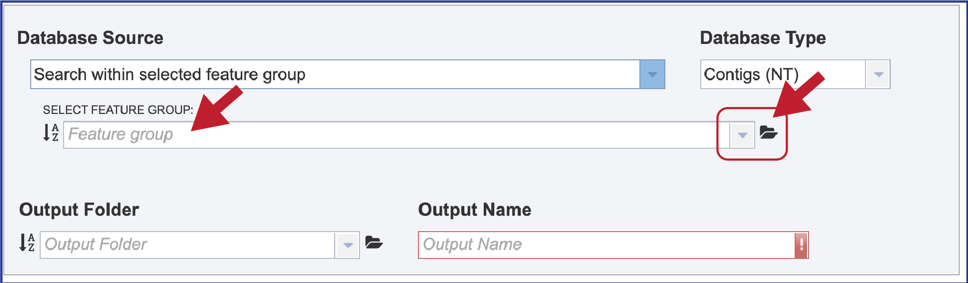 Database Source
Database Type
Search within selected feature group
Contigs (NT)
SELECT FEATURE GROUP:
A
Z
Feature group
Output Folder
Output Name
A
Z
Output Folder
Output Name
!